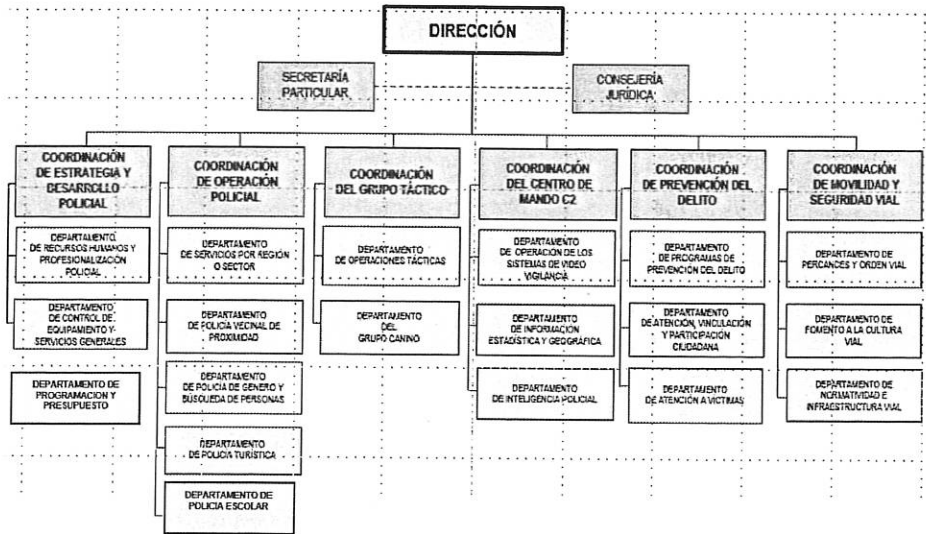 DIRECCIÓN
SECRETARÍA
PARTICULAR
CONSEJERÍA
JURÍDICA
COORDINACIÓN
DE ESTRATEGIA Y
DESARROLLO
POLICIAL
COORDINACIÓN
DE OPERACIÓN
POLICIAL
COORDINACIÓN
DEL GRUPO TÁCTICO
COORDINACIÓN
DEL CENTRO DE
MANDO C2
COORDINACIÓN
DE PREVENCIÓN DEL
DELITO
COORDINACIÓN
DE MOVILIDAD Y
SEGURIDAD VIAL
DEPARTAMENTO
DE RECURSOS HUMANOS Y
PROFESIONALIZACIÓN
POLICIAL
DEPARTAMENTO
DE SERVICIOS POR REGIÓN
O SECTOR
DEPARTAMENTO
DE OPERACIONES TÁCTICAS
DEPARTAMENTO
DE OPERACIÓN DE LOS
SISTEMAS DE VIDEO
VIGILANCIA
DEPARTAMENTO
DE PROGRAMAS DE
PREVENCIÓN DEL DELITO
DEPARTAMENTO
DE PERCANCES Y ORDEN VIAL
DEPARTAMENTO
DE CONTROL DE
EQUIPAMIENTO Y
SERVICIOS GENERALES
DEPARTAMENTO
DE POLICÍA VECINAL DE
PROXIMIDAD
DEPARTAMENTO
DEL
GRUPO CANINO
DEPARTAMENTO
DE INFORMACIÓN
ESTADÍSTICA Y GEOGRÁFICA
DEPARTAMENTO
DE ATENCIÓN, VINCULACIÓN
Y PARTICIPACIÓN
CIUDADANA
DEPARTAMENTO
DE FOMENTO A LA CULTURA
VIAL
DEPARTAMENTO DE
PROGRAMACION Y
PRESUPUESTO
DEPARTAMENTO
DE POLICÍA DE GÉNERO Y
BÚSQUEDA DE PERSONAS
DEPARTAMENTO
DE INTELIGENCIA POLICIAL
DEPARTAMENTO
DE ATENCIÓN A VICTIMAS
DEPARTAMENTO DE
NORMATIVIDAD E
INFRAESTRUCTURA VIAL
DEPARTAMENTO
DE POLICÍA TURÍSTICA
DEPARTAMENTO DE
POLICIA ESCOLAR